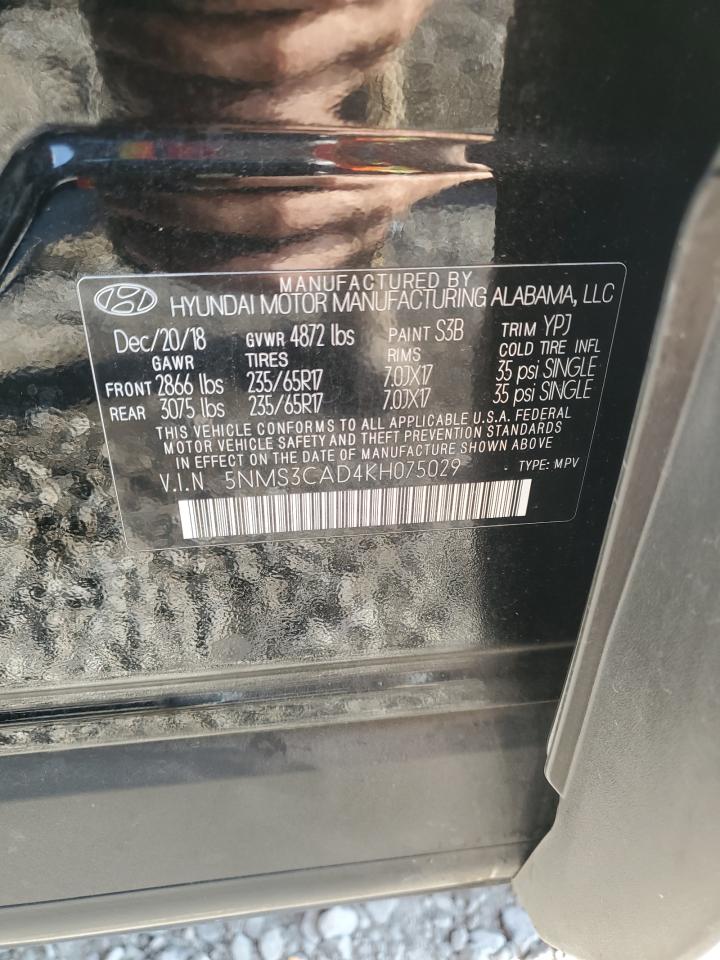 MANUFACTURED BY
HYUNDAI MOTOR MANUFACTURING ALABAMA, LLC
Dec/20/18 GVWR 4872 lbs PAINT S3B TRIM YPJ
GAWR TIRES RIMS COLD TIRE INFL
FRONT 2866 lbs 235/65R17 7.0JX17 35 psi SINGLE
REAR 3075 lbs 235/65R17 7.0JX17 35 psi SINGLE
THIS VEHICLE CONFORMS TO ALL APPLICABLE U.S.A. FEDERAL
MOTOR VEHICLE SAFETY AND THEFT PREVENTION STANDARDS
IN EFFECT ON THE DATE OF MANUFACTURE SHOWN ABOVE
V.I.N 5NMS3CAD4KH075029 TYPE: MPV